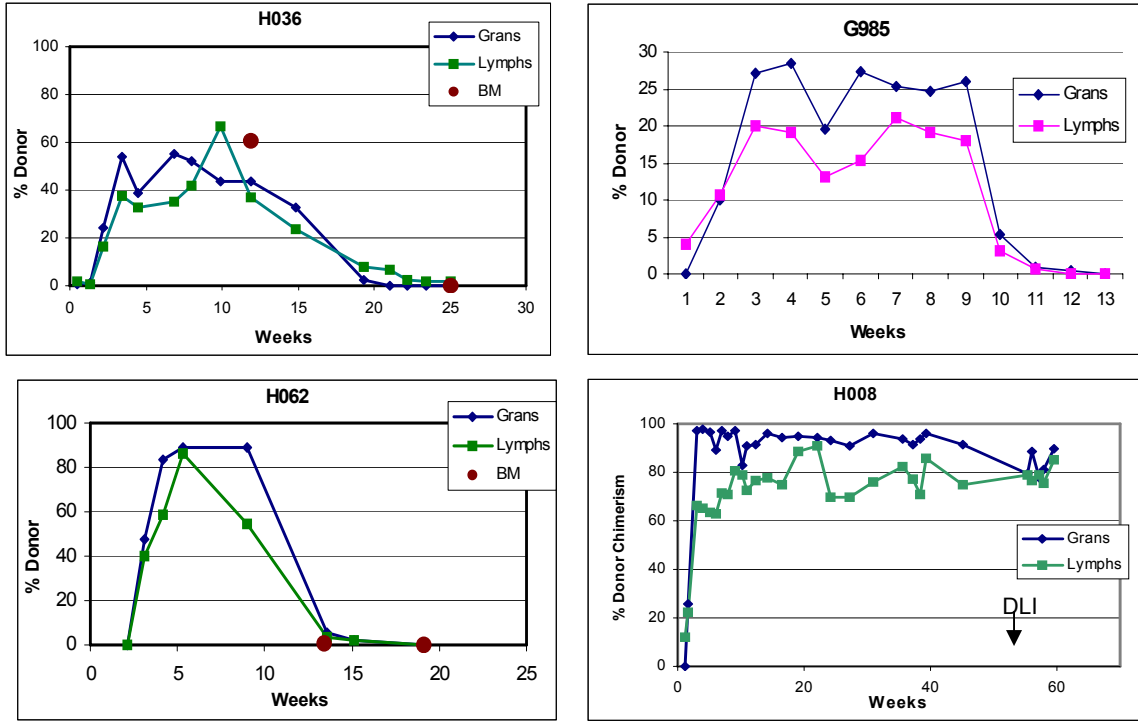 H036
100
80
60
40
20
0
% Donor
0 5 10 15 20 25 30
Weeks
Grans
Lymphs
BM
G985
30
25
20
15
10
5
0
% Donor
1 2 3 4 5 6 7 8 9 10 11 12 13
Weeks
Grans
Lymphs
H062
100
80
60
40
20
0
% Donor
0 5 10 15 20 25
Weeks
Grans
Lymphs
BM
H008
100
80
60
40
20
0
% Donor Chimerism
0 20 40 60
Weeks
Grans
Lymphs
DLI